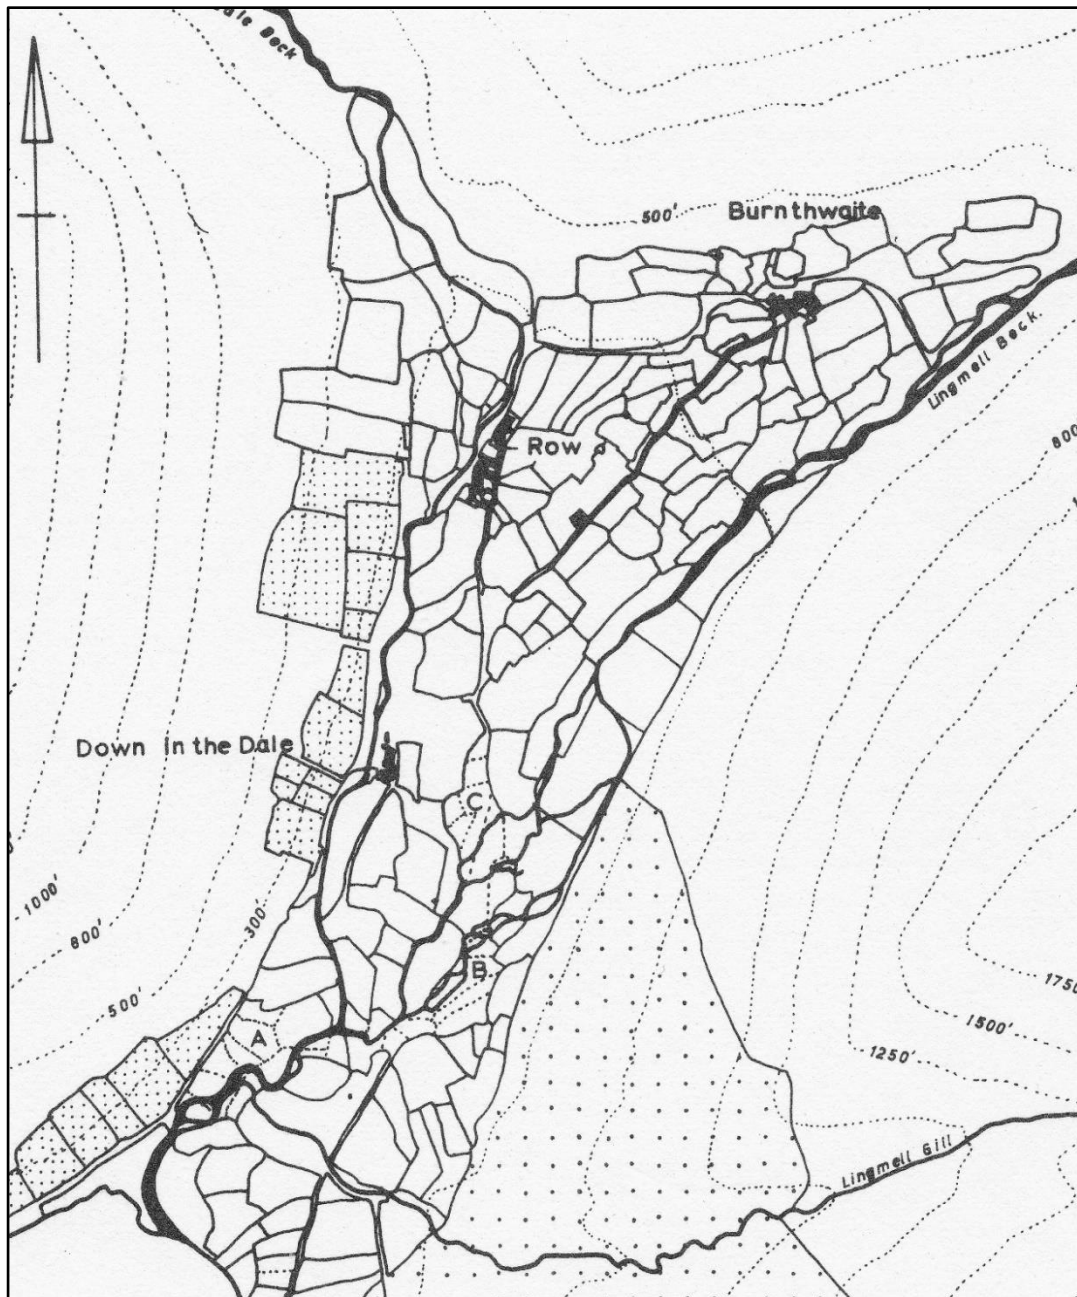 ale Beck
500'
Burnthwaite
Lingmell Beck.
800
Row
Down in the Dale
C
1000'
800'
300'
500'
B
A
1750
1500'
1250'
Lingmell Gill